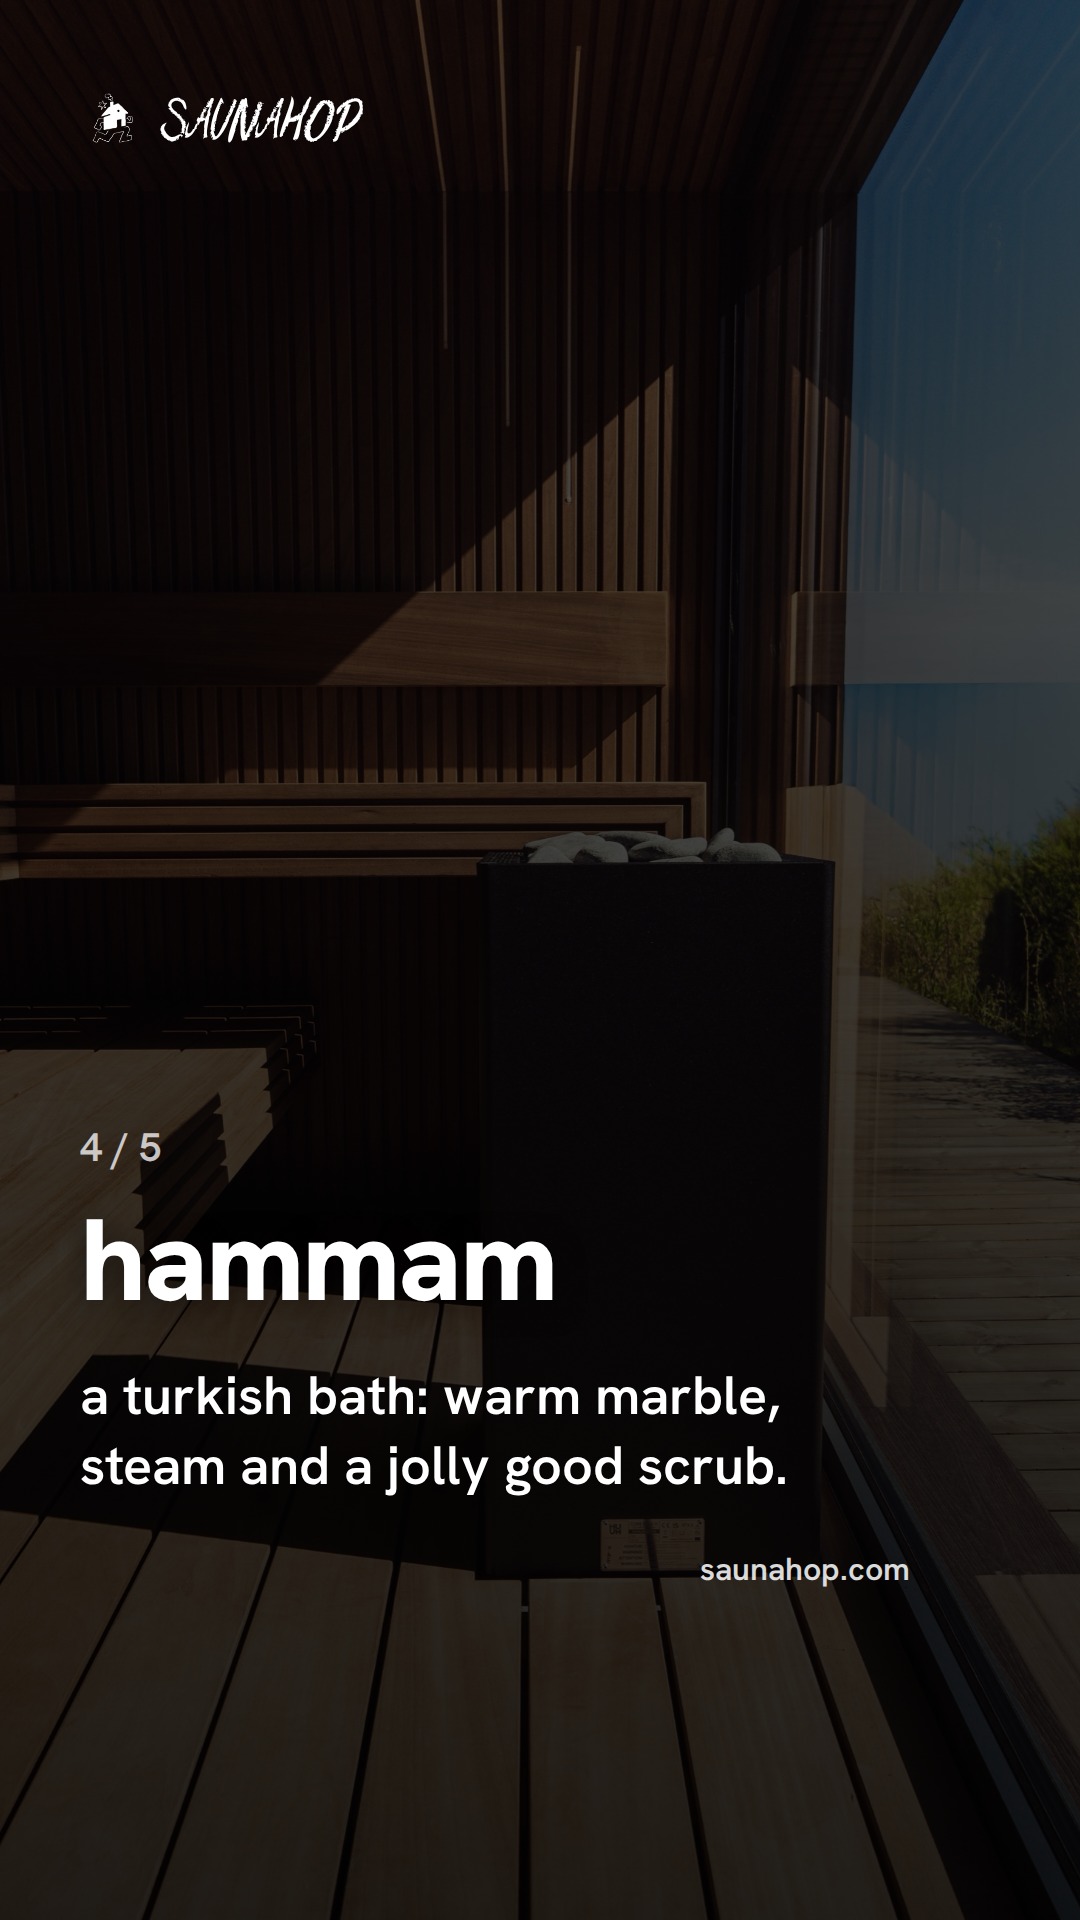 SAUNAHOP
4 / 5
hammam
a turkish bath: warm marble,
steam and a jolly good scrub.
saunahop.com